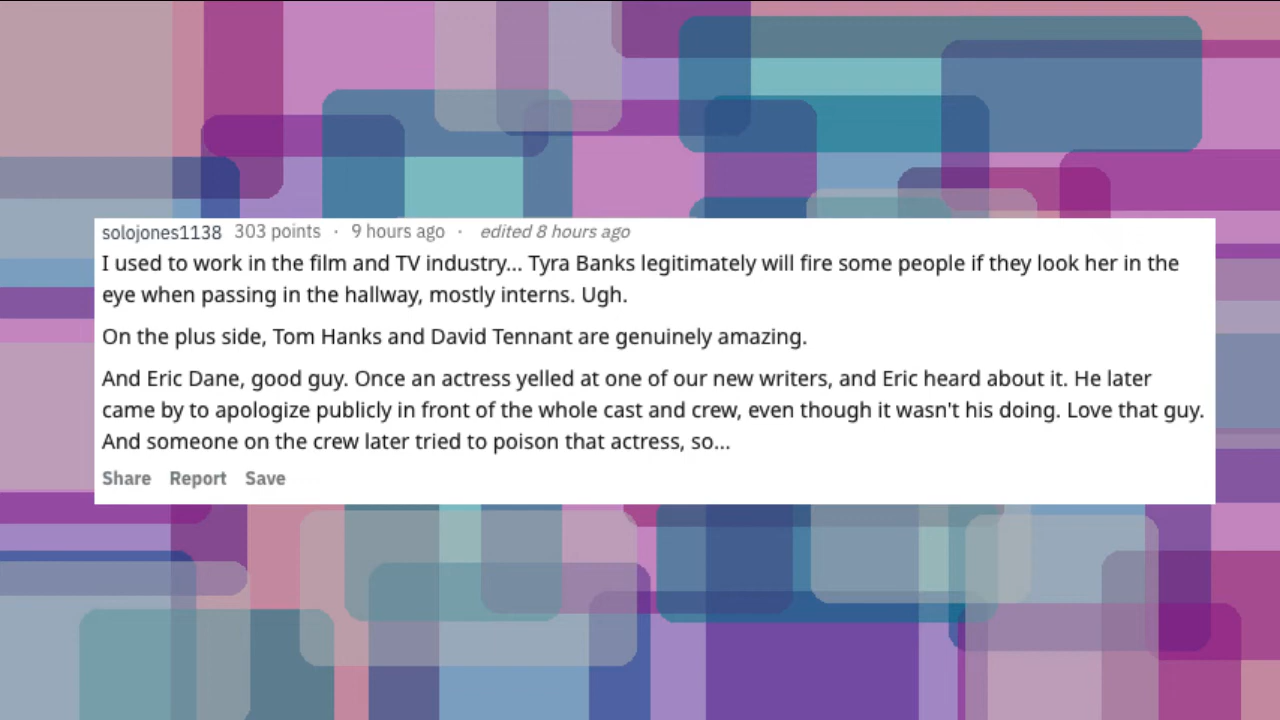 solojones1138 303 points · 9 hours ago · edited 8 hours ago
I used to work in the film and TV industry... Tyra Banks legitimately will fire some people if they look her in the
eye when passing in the hallway, mostly interns. Ugh.
On the plus side, Tom Hanks and David Tennant are genuinely amazing.
And Eric Dane, good guy. Once an actress yelled at one of our new writers, and Eric heard about it. He later
came by to apologize publicly in front of the whole cast and crew, even though it wasn't his doing. Love that guy.
And someone on the crew later tried to poison that actress, so...
Share Report Save